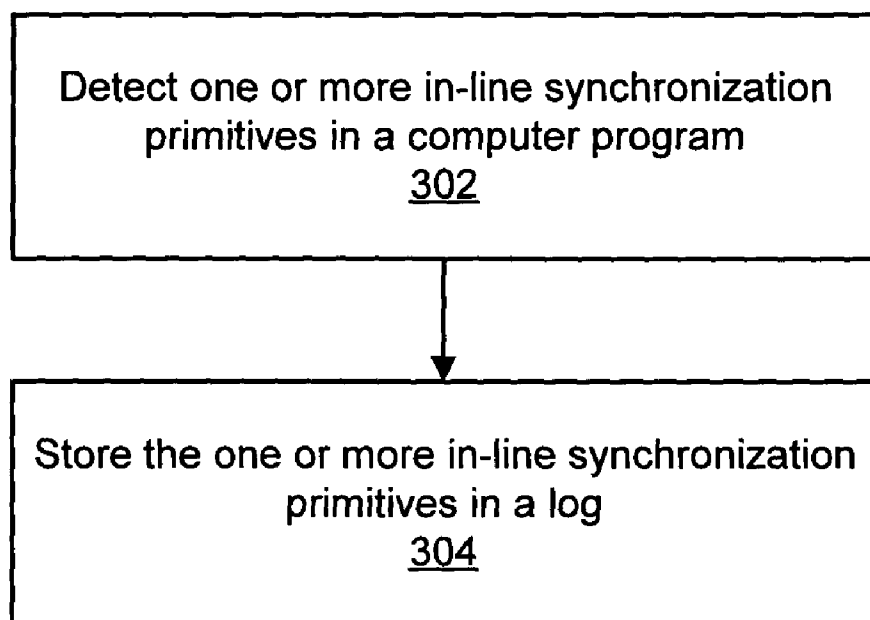 Detect one or more in-line synchronization
primitives in a computer program
302
Store the one or more in-line synchronization
primitives in a log
304